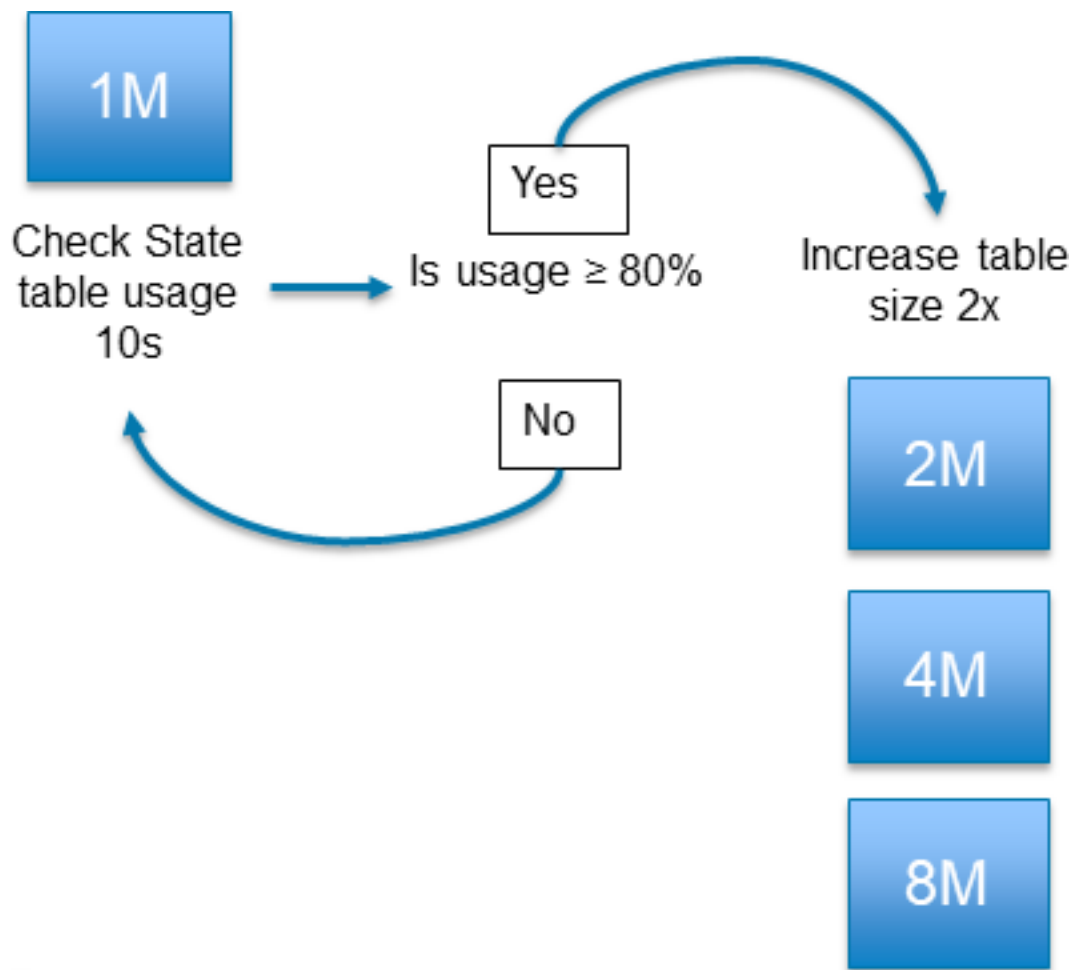 1M
Check State
table usage
10s
Yes
Is usage ≥ 80%
No
Increase table
size 2x
2M
4M
8M